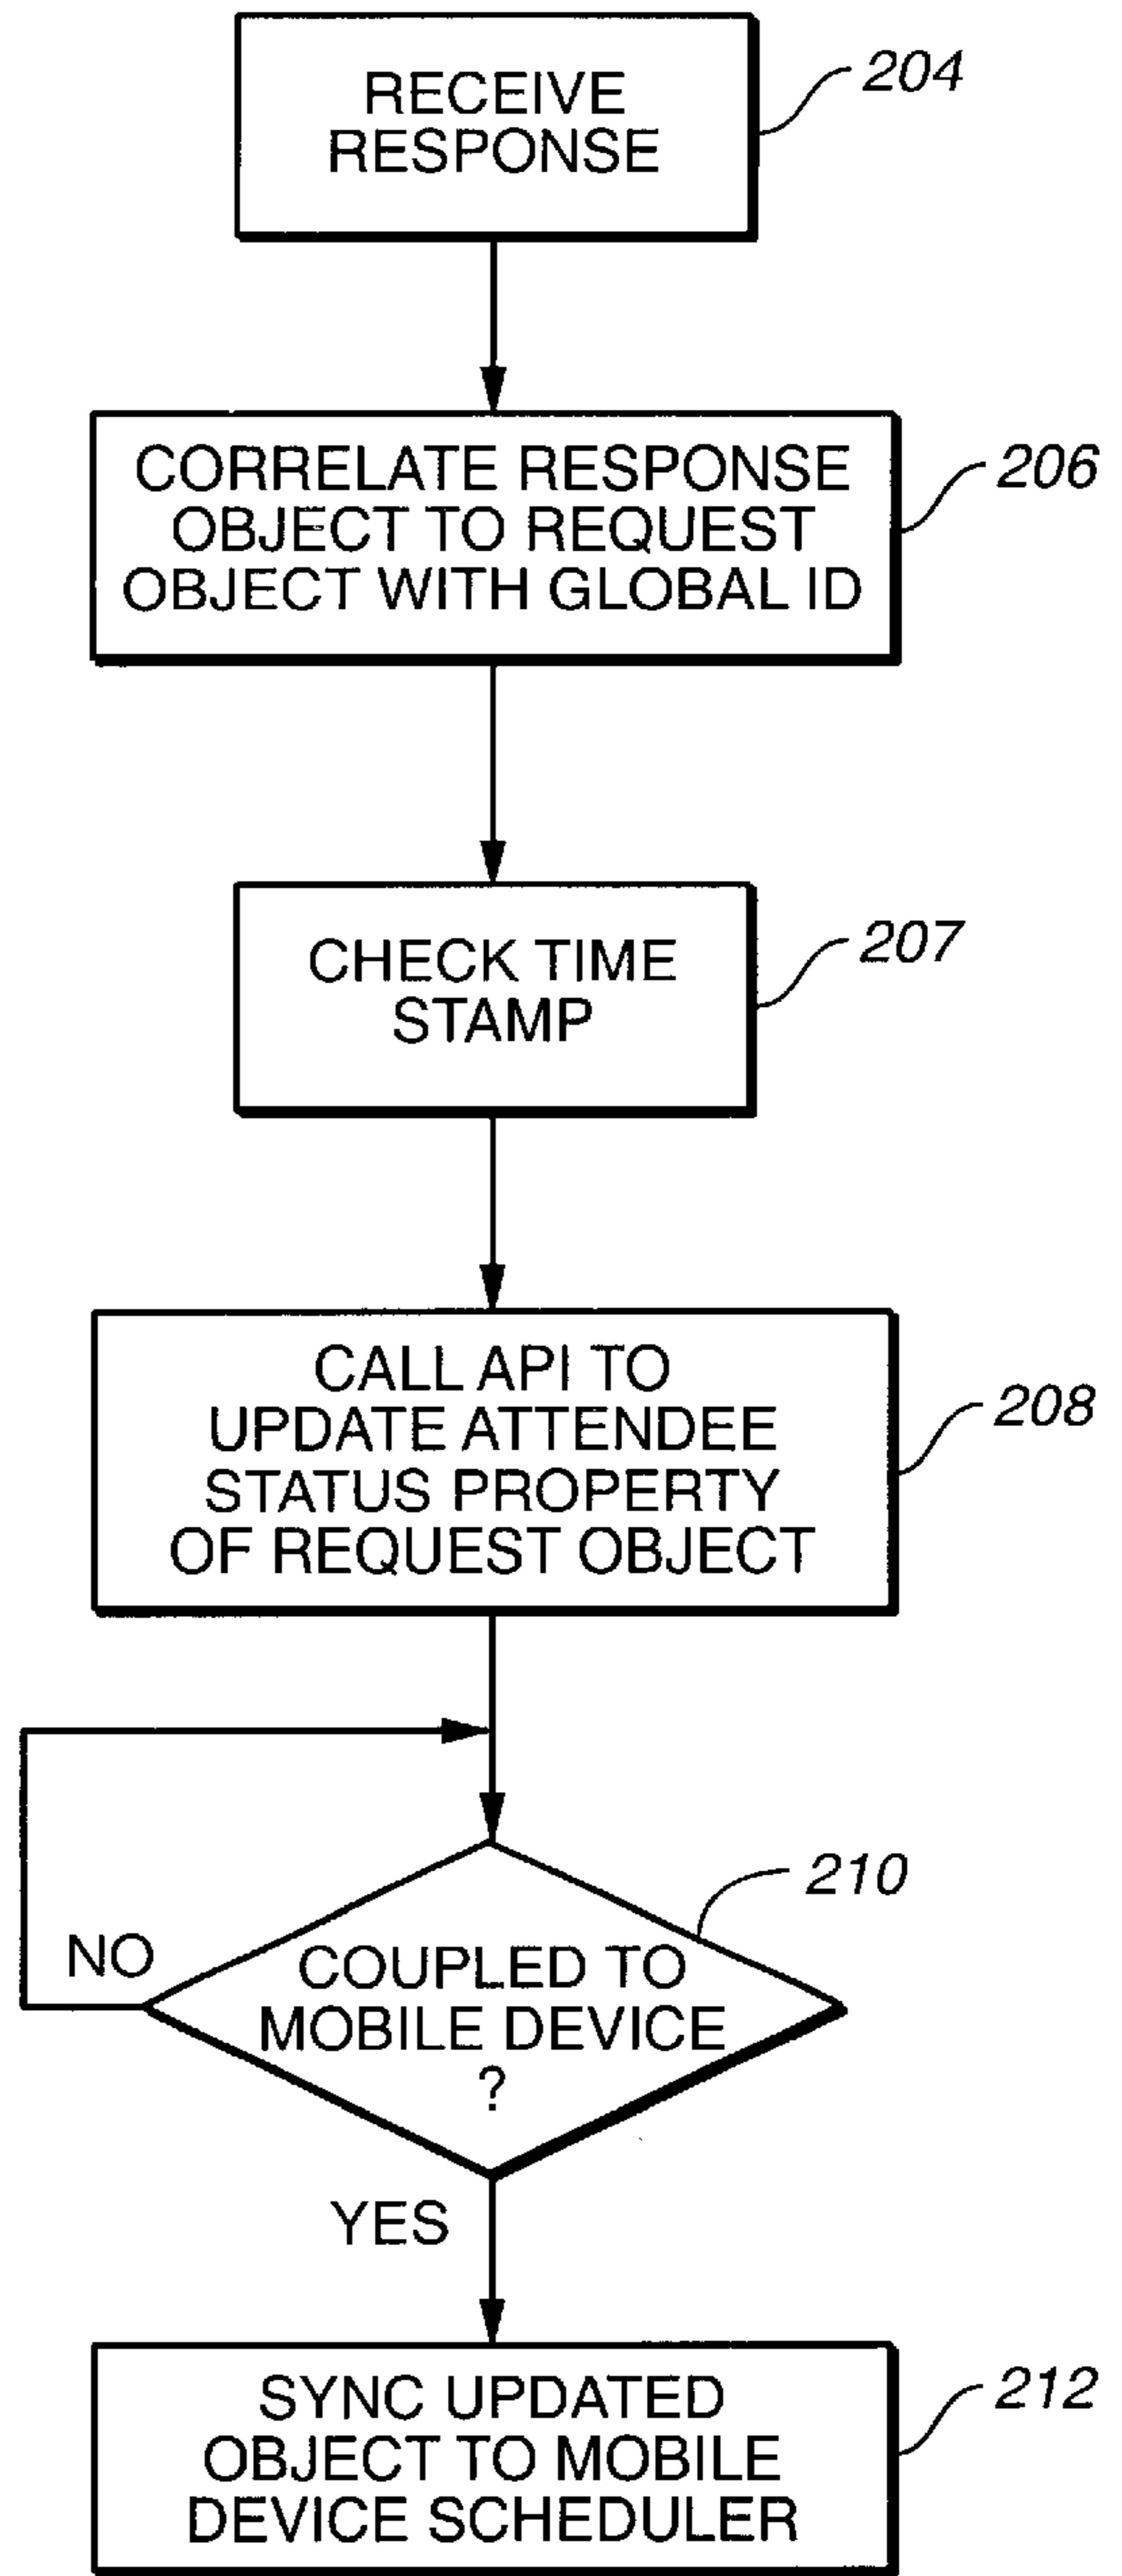 RECEIVE
RESPONSE
204
CORRELATE RESPONSE
OBJECT TO REQUEST
OBJECT WITH GLOBAL ID
206
CHECK TIME
STAMP
207
CALL API TO
UPDATE ATTENDEE
STATUS PROPERTY
OF REQUEST OBJECT
208
210
NO
COUPLED TO
MOBILE DEVICE
?
YES
SYNC UPDATED
OBJECT TO MOBILE
DEVICE SCHEDULER
212